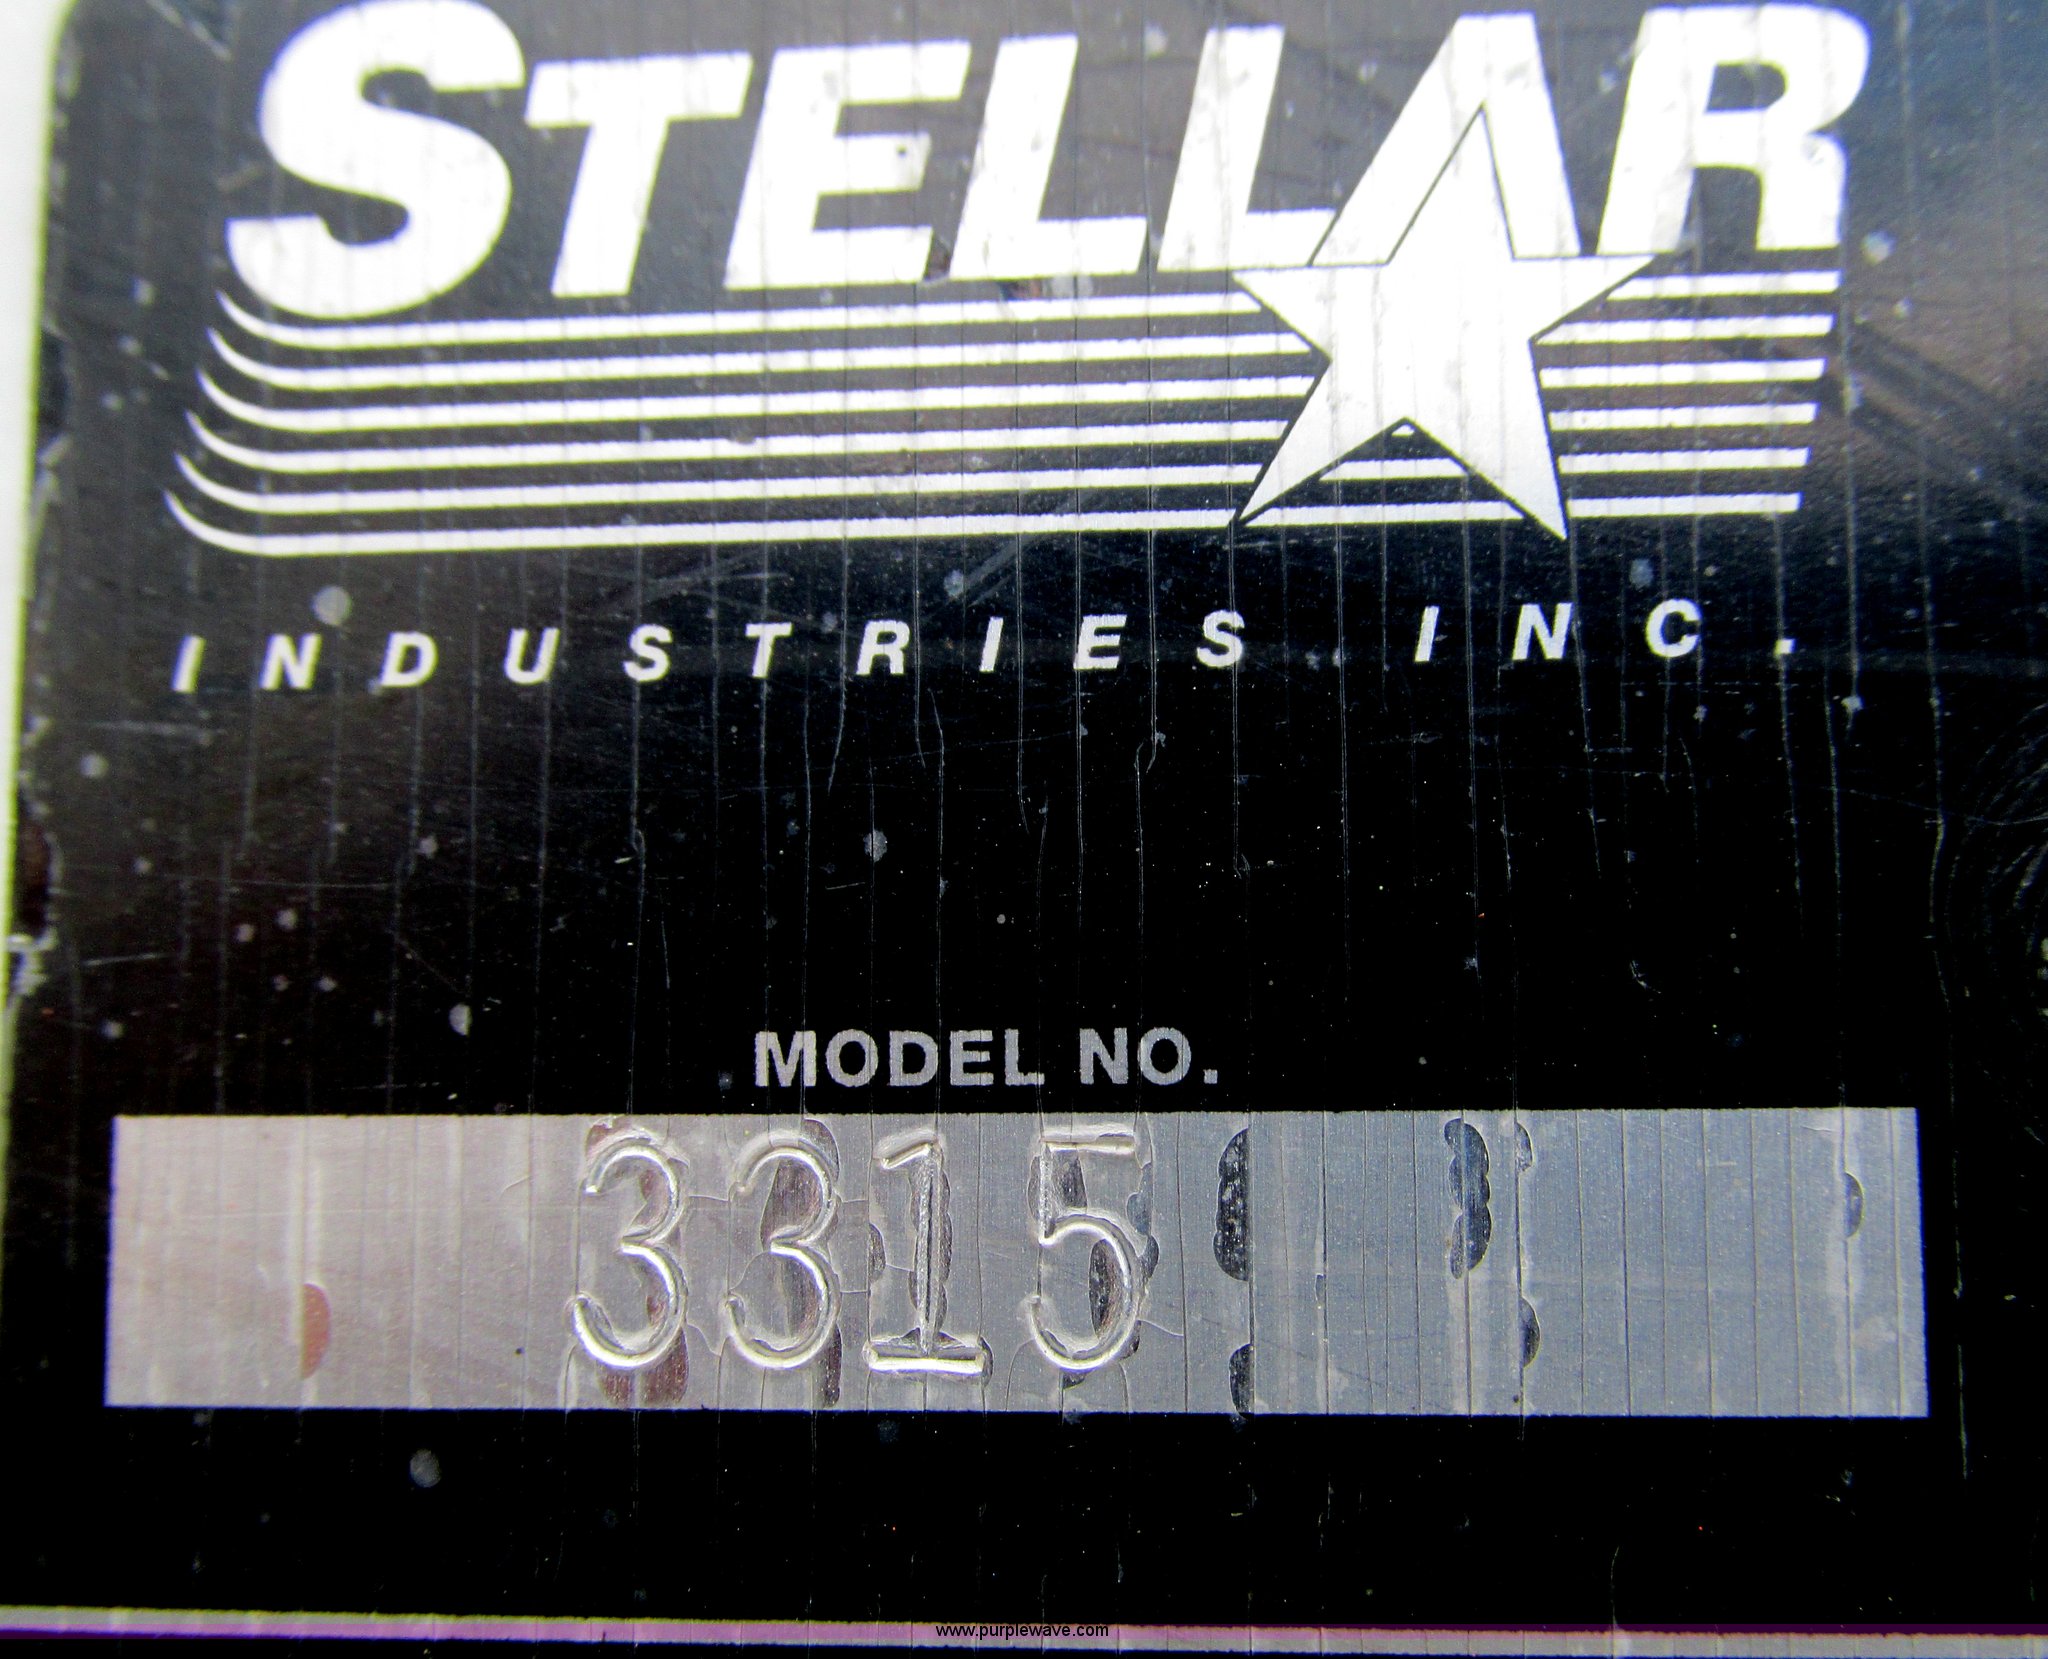 STELLAR
INDUSTRIES INC.
MODEL NO.
3315
www.purplewave.com